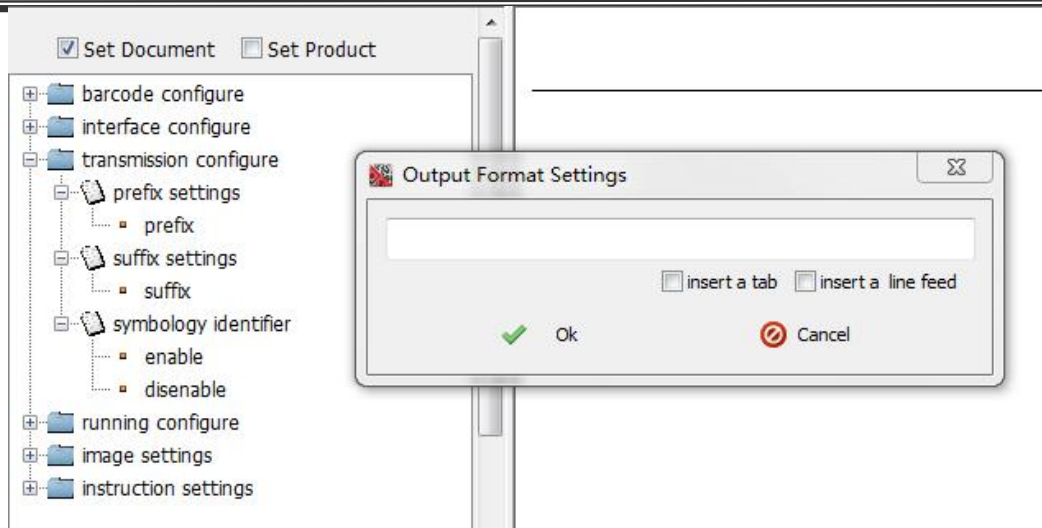 Set Document Set Product
barcode configure
interface configure
transmission configure
prefix settings
prefix
suffix settings
suffix
symbology identifier
enable
disenable
running configure
image settings
instruction settings
Output Format Settings
insert a tab insert a line feed
Ok Cancel